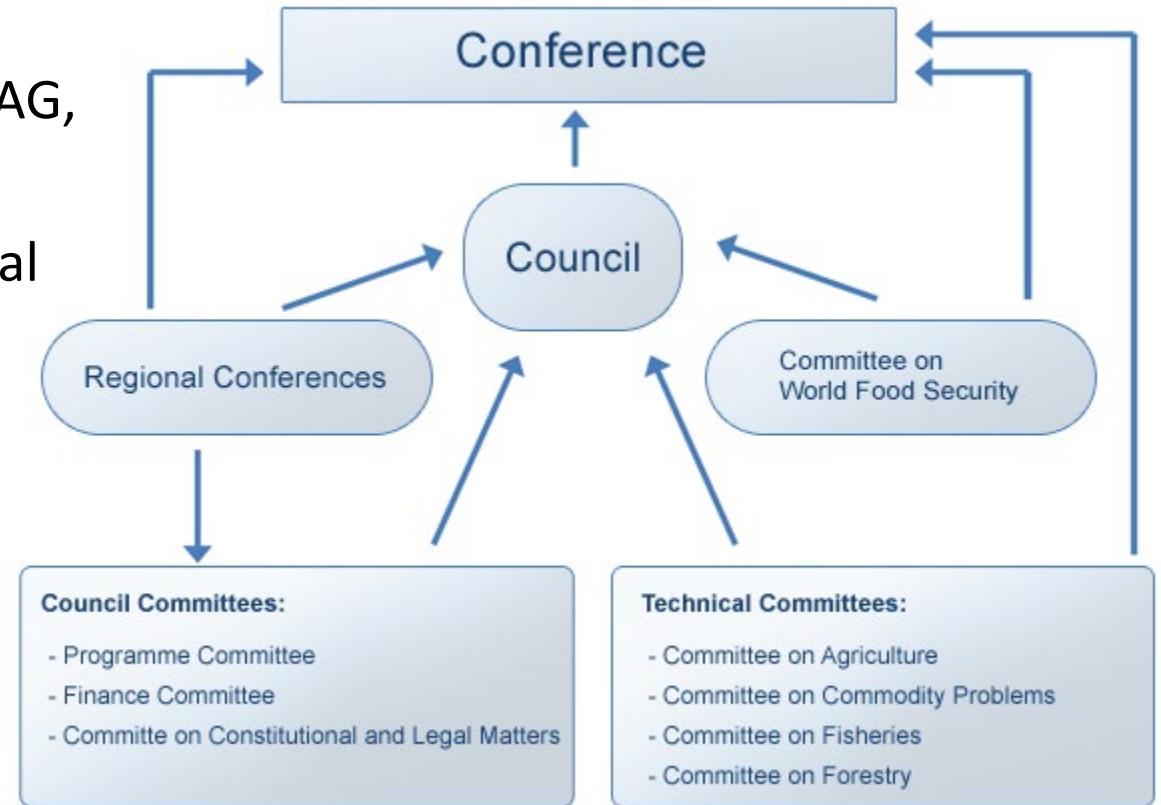 AG,
al
Conference
Council
Regional Conferences
Committee on
World Food Security
Council Committees:
- Programme Committee
- Finance Committee
- Committe on Constitutional and Legal Matters
Technical Committees:
- Committee on Agriculture
- Committee on Commodity Problems
- Committee on Fisheries
- Committee on Forestry